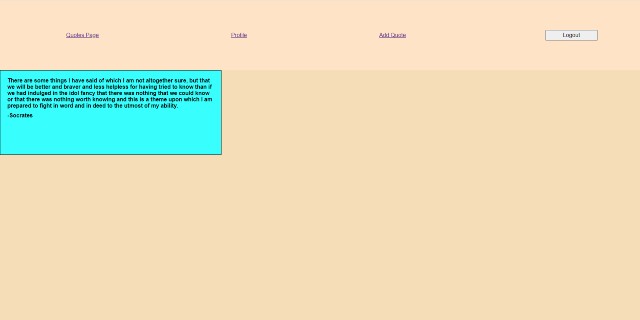 Quotes Page
Profile
Add Quote
Logout
There are some things I have said of which I am not altogether sure, but that
we will be better and braver and less helpless for having tried to know than if
we had indulged in the idol fancy that there was nothing that we could know
or that there was nothing worth knowing and this is a theme upon which I am
prepared to fight in word and in deed to the utmost of my ability.
-Socrates